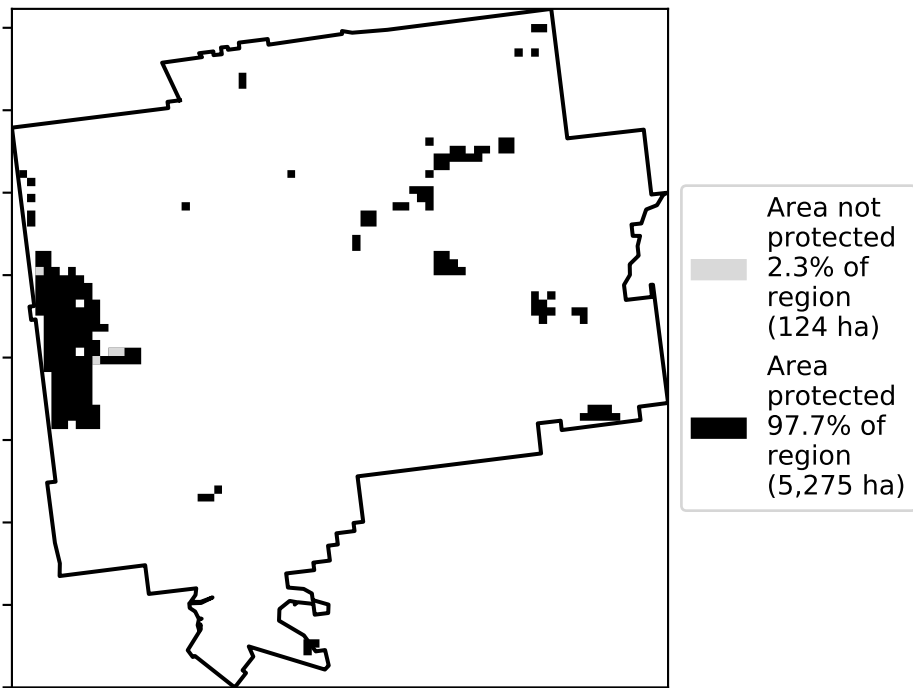 Area not
protected
2.3% of
region
(124 ha)
Area
protected
97.7% of
region
(5,275 ha)